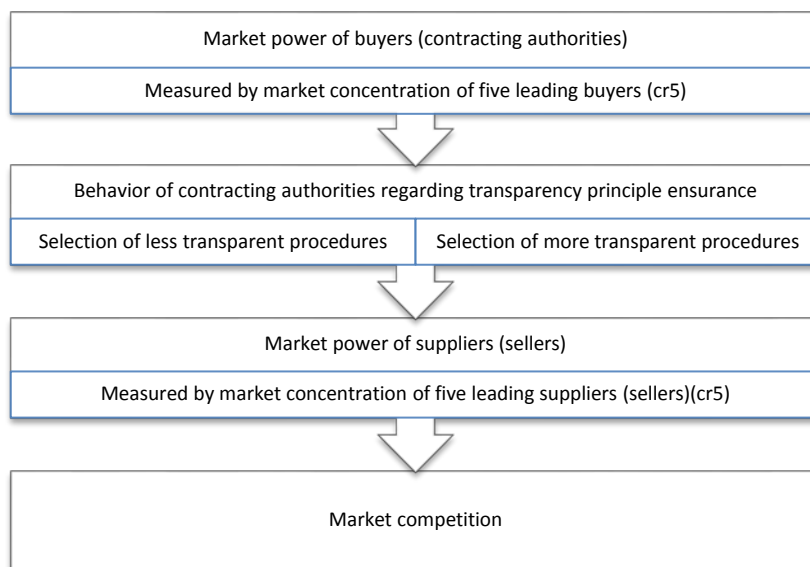 Market power of buyers (contracting authorities)
Measured by market concentration of five leading buyers (cr5)
Behavior of contracting authorities regarding transparency principle ensurance
Selection of less transparent procedures
Selection of more transparent procedures
Market power of suppliers (sellers)
Measured by market concentration of five leading suppliers (sellers)(cr5)
Market competition